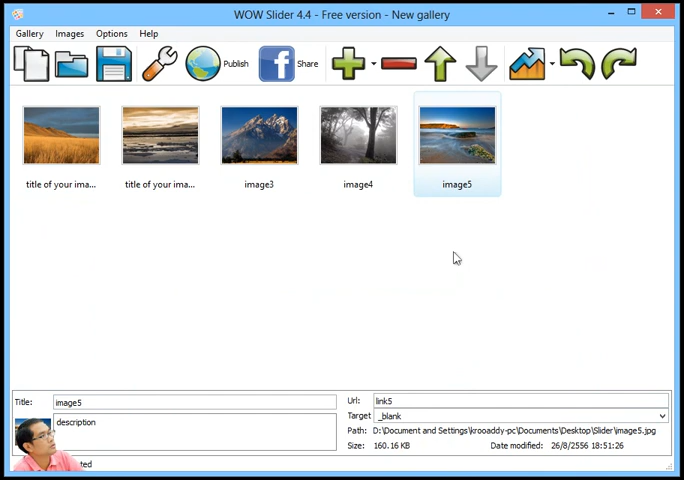 WOW Slider 4.4 - Free version - New gallery
Gallery Images Options Help
Publish Share
title of your ima... title of your ima... image3 image4 image5
Title: image5
Url: link5
description
Target _blank
Path: D:\Document and Settings\krooaddy-pc\Documents\Desktop\Slider\image5.jpg
Size: 160.16 KB Date modified: 26/8/2556 18:51:26